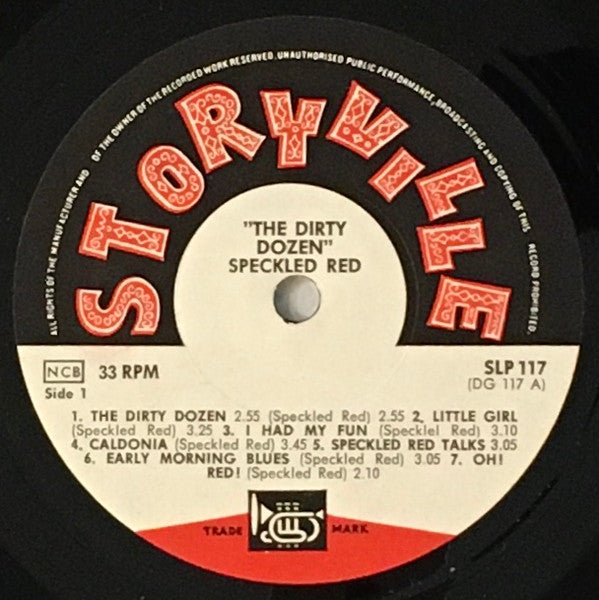 ALL RIGHTS OF THE MANUFACTURER AND OF THE OWNER OF THE RECORDED WORK RESERVED. UNAUTHORISED PUBLIC PERFORMANCE, BROADCASTING AND COPYING OF THIS RECORD PROHIBITED.
STORYVILLE
"THE DIRTY
DOZEN"
SPECKLED RED
NCB 33 RPM
SLP 117
Side 1
(DG 117 A)
1. THE DIRTY DOZEN 2.55 (Speckled Red) 2.55 2. LITTLE GIRL
(Speckled Red) 3.25 3. I HAD MY FUN (Specklel Red) 3.10
4. CALDONIA (Speckled Red) 3.45 5. SPECKLED RED TALKS 3.05
6. EARLY MORNING BLUES (Speckled Red) 3.05 7. OH!
RED! (Speckled Red) 2.10
TRADE MARK